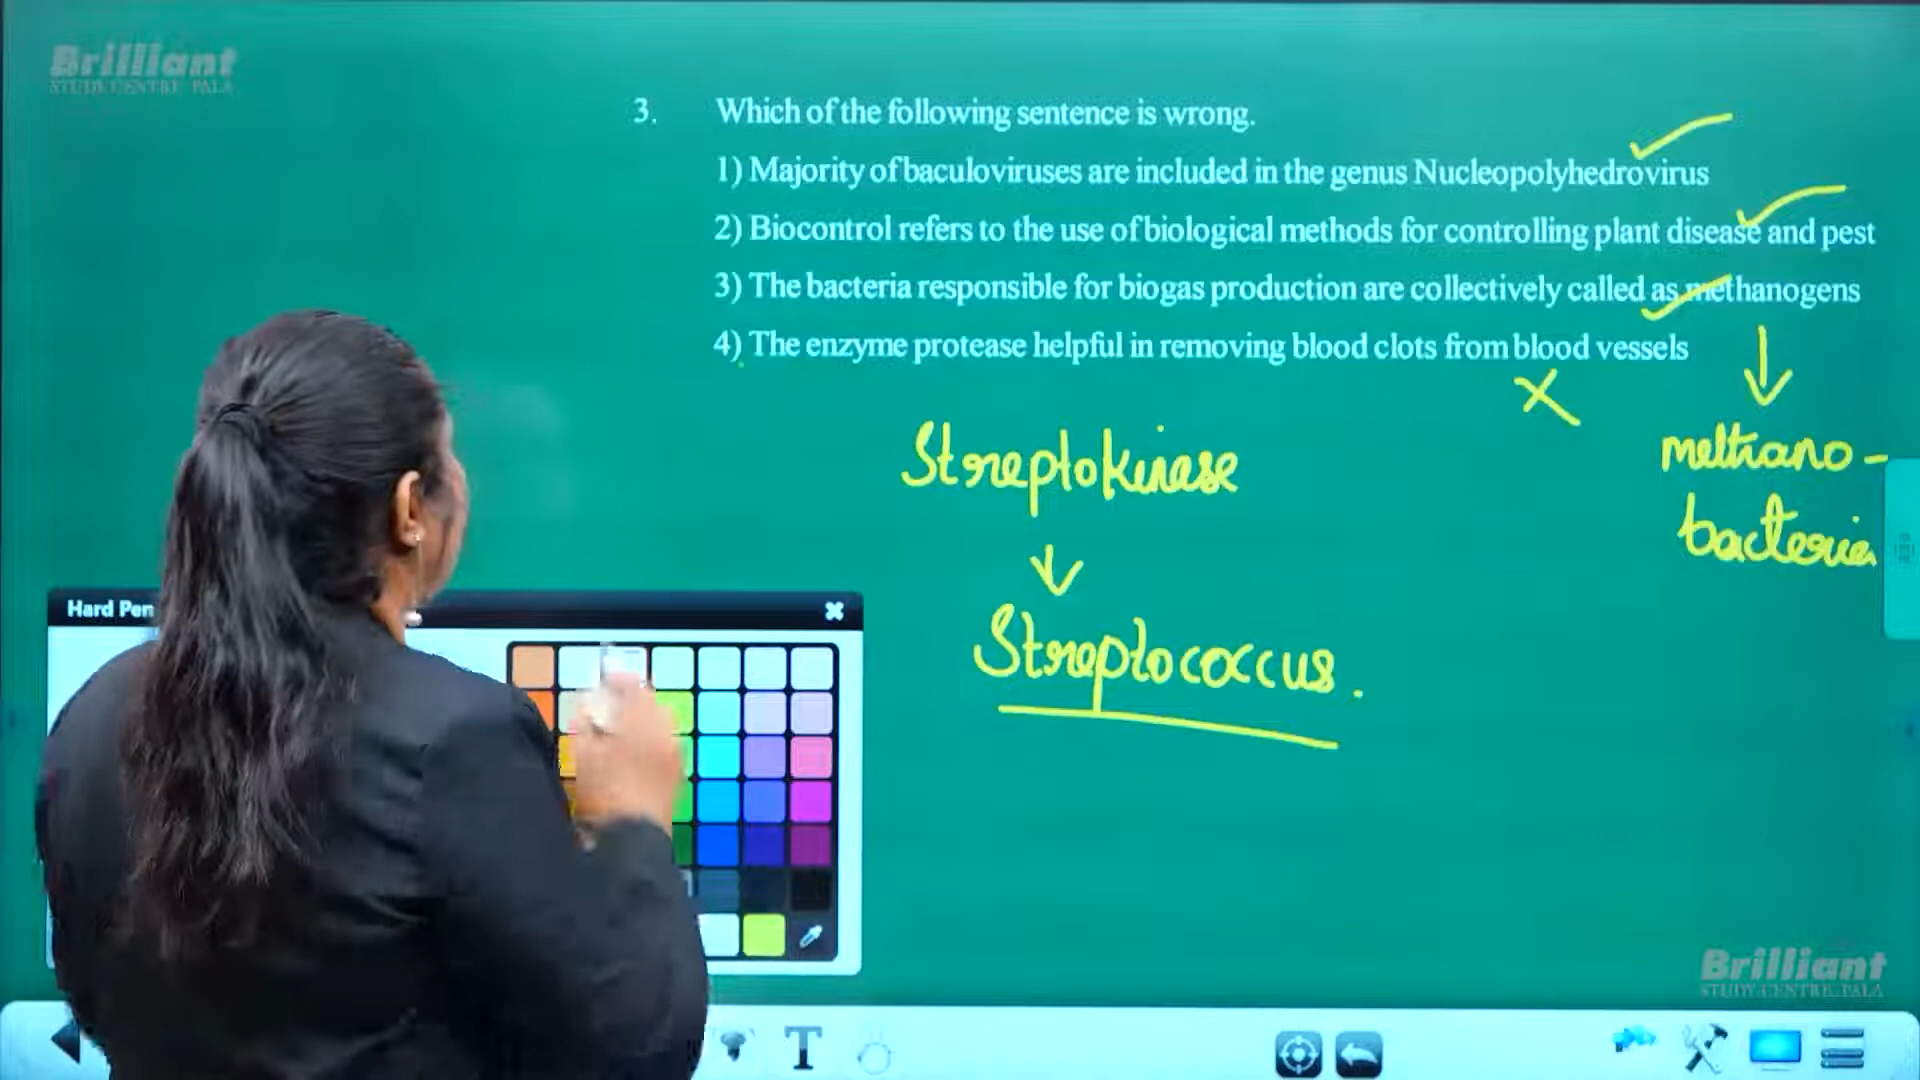 Brilliant
STUDY CENTRE, PALA
3. Which of the following sentence is wrong.
1) Majority of baculoviruses are included in the genus Nucleopolyhedrovirus
2) Biocontrol refers to the use of biological methods for controlling plant disease and pest
3) The bacteria responsible for biogas production are collectively called as methanogens
4) The enzyme protease helpful in removing blood clots from blood vessels
Streptokinase
methano-
bacteria
Streptococcus.
Hard Pen
Brilliant
STUDY CENTRE, PALA
T